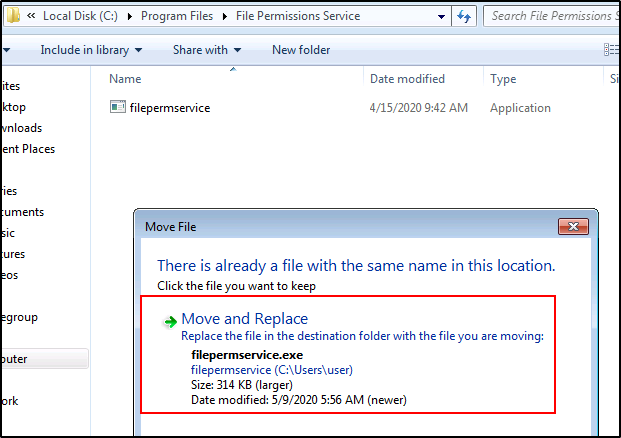 « Local Disk (C:) ▸ Program Files ▸ File Permissions Service
Search File Permissions S
Include in library
Share with
New folder
Name
Date modified
Type
Si
filepermservice
4/15/2020 9:42 AM
Application
ites
ktop
wnloads
ent Places
ries
cuments
sic
tures
eos
egroup
puter
ork
Move File
There is already a file with the same name in this location.
Click the file you want to keep
Move and Replace
Replace the file in the destination folder with the file you are moving:
filepermservice.exe
filepermservice (C:\Users\user)
Size: 314 KB (larger)
Date modified: 5/9/2020 5:56 AM (newer)